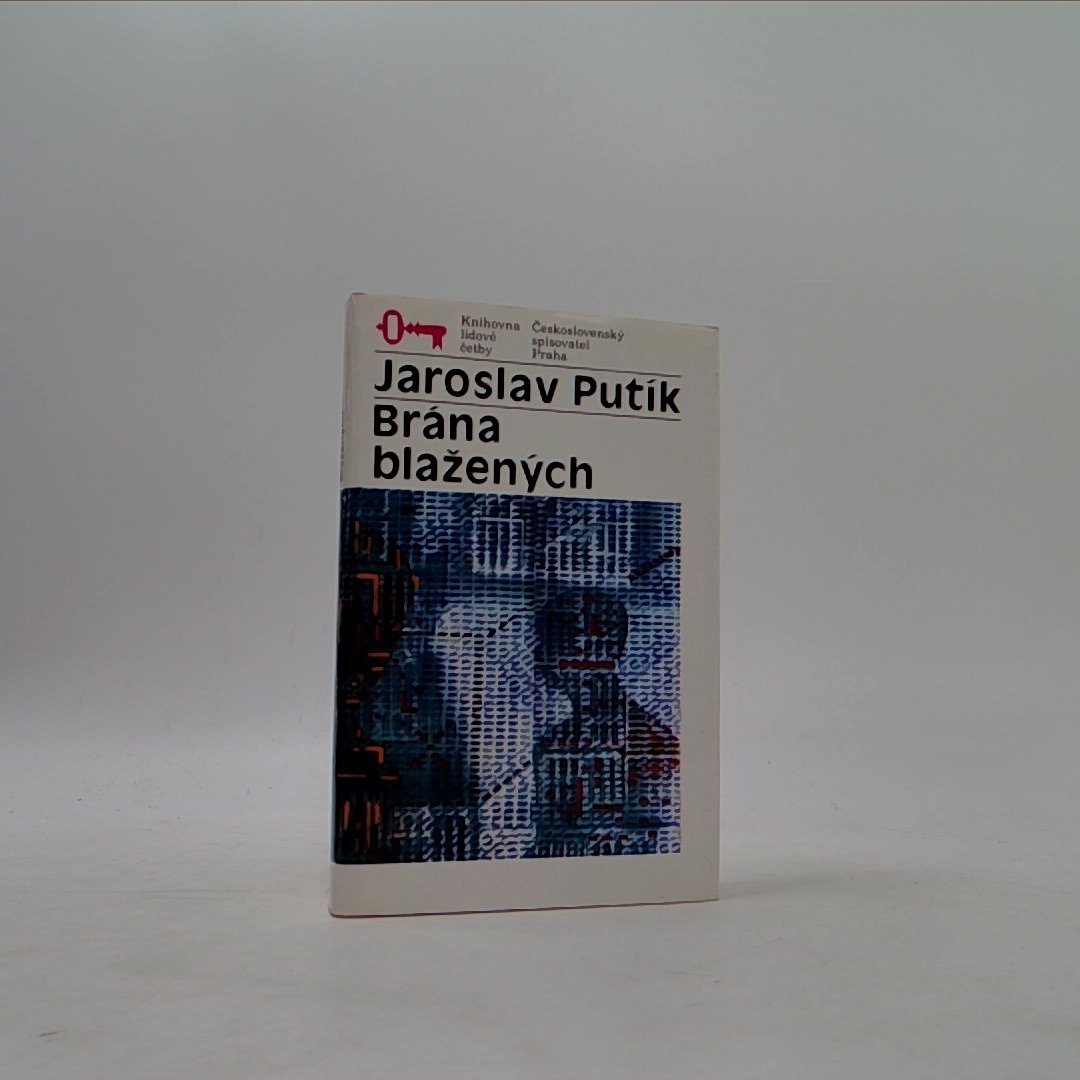 Knihovna
lidové
četby
Československý
spisovatel
Praha
Jaroslav Putík
Brána
blažených